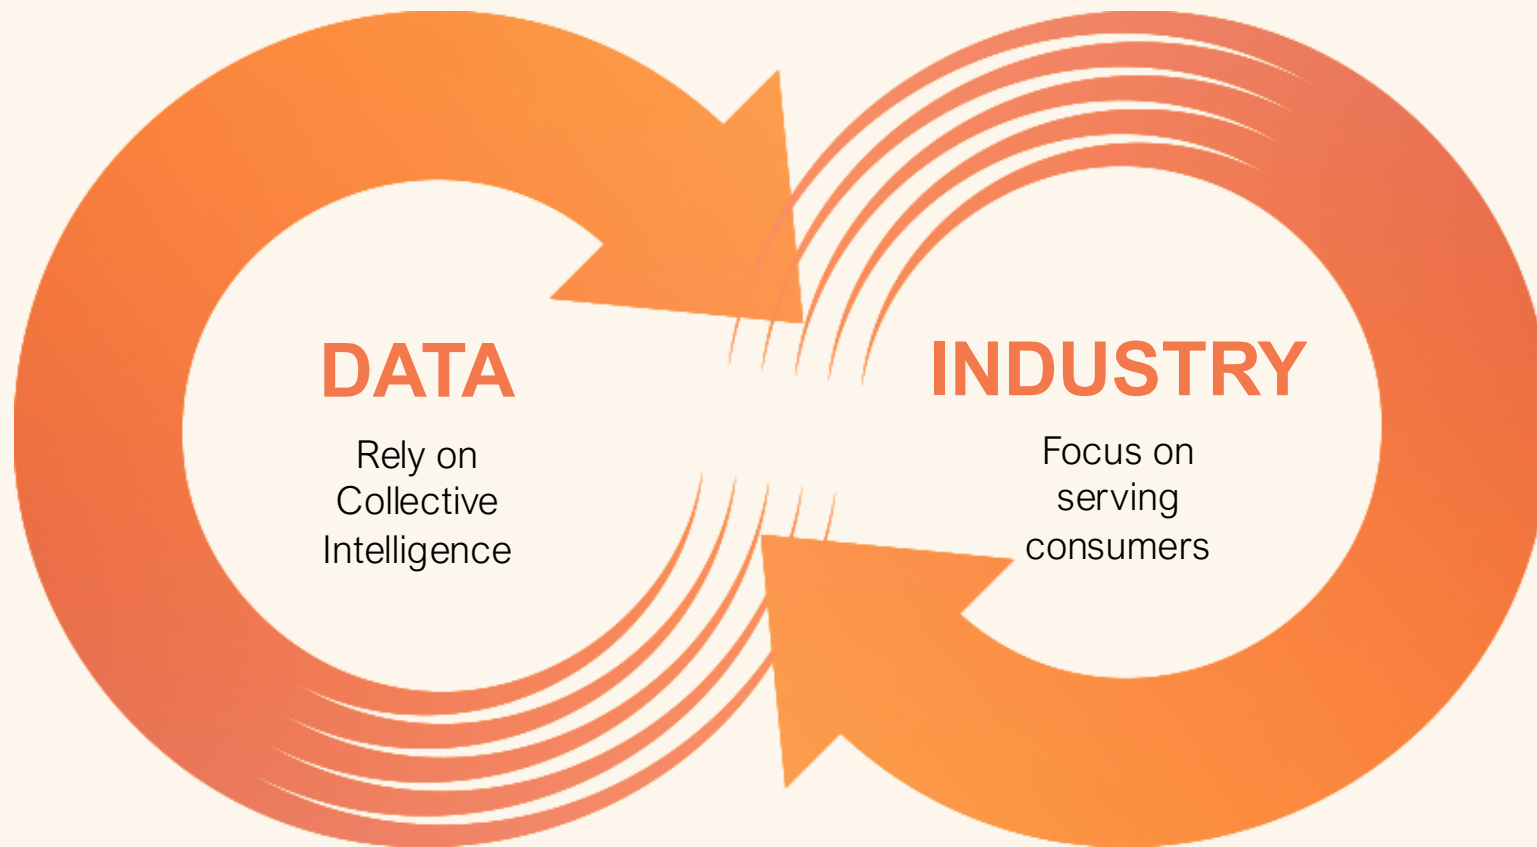 DATA
Rely on
Collective
Intelligence
INDUSTRY
Focus on
serving
consumers